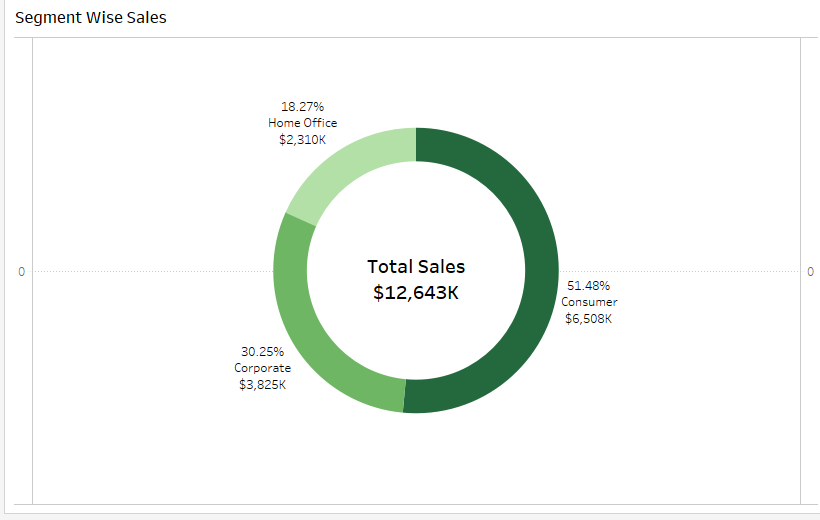 Segment Wise Sales
18.27%
Home Office
$2,310K
Total Sales
$12,643K
0
0
51.48%
Consumer
$6,508K
30.25%
Corporate
$3,825K